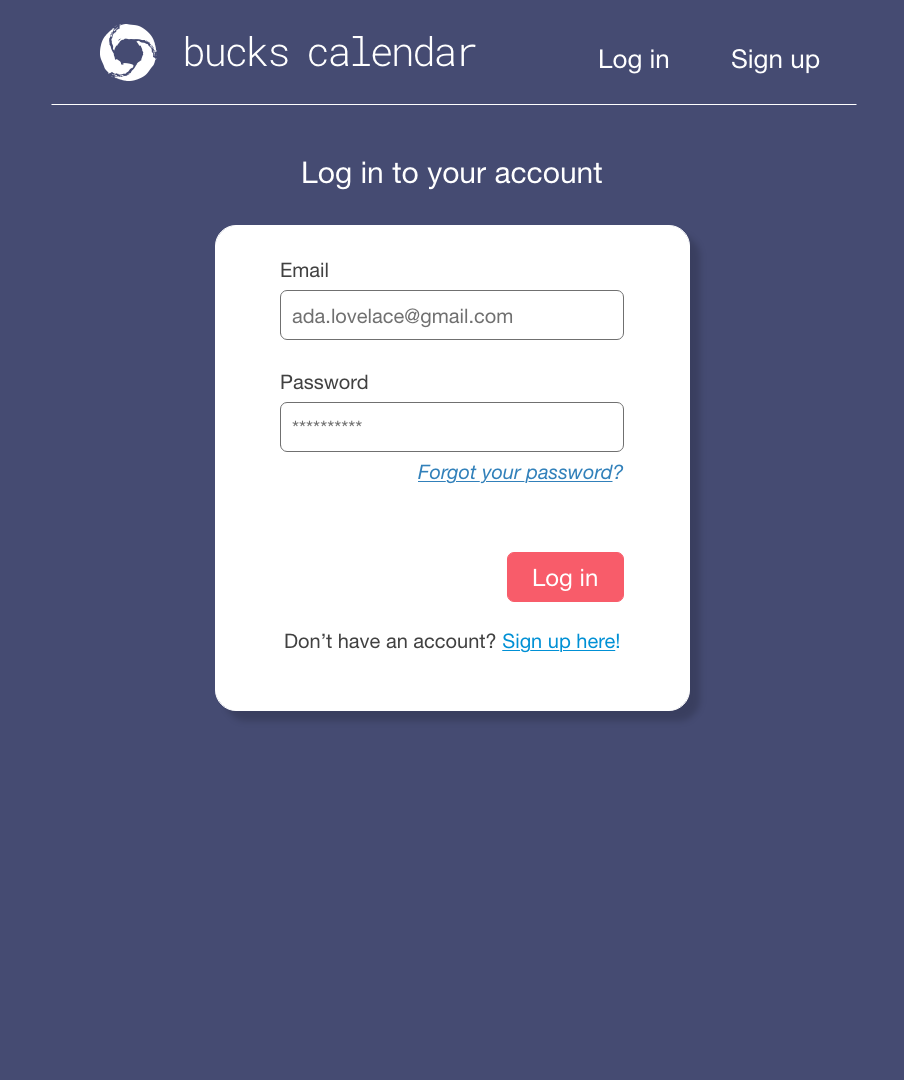 bucks calendar
Log in
Sign up
Log in to your account
Email
ada.lovelace@gmail.com
Password
**********
Forgot your password?
Log in
Don’t have an account? Sign up here!